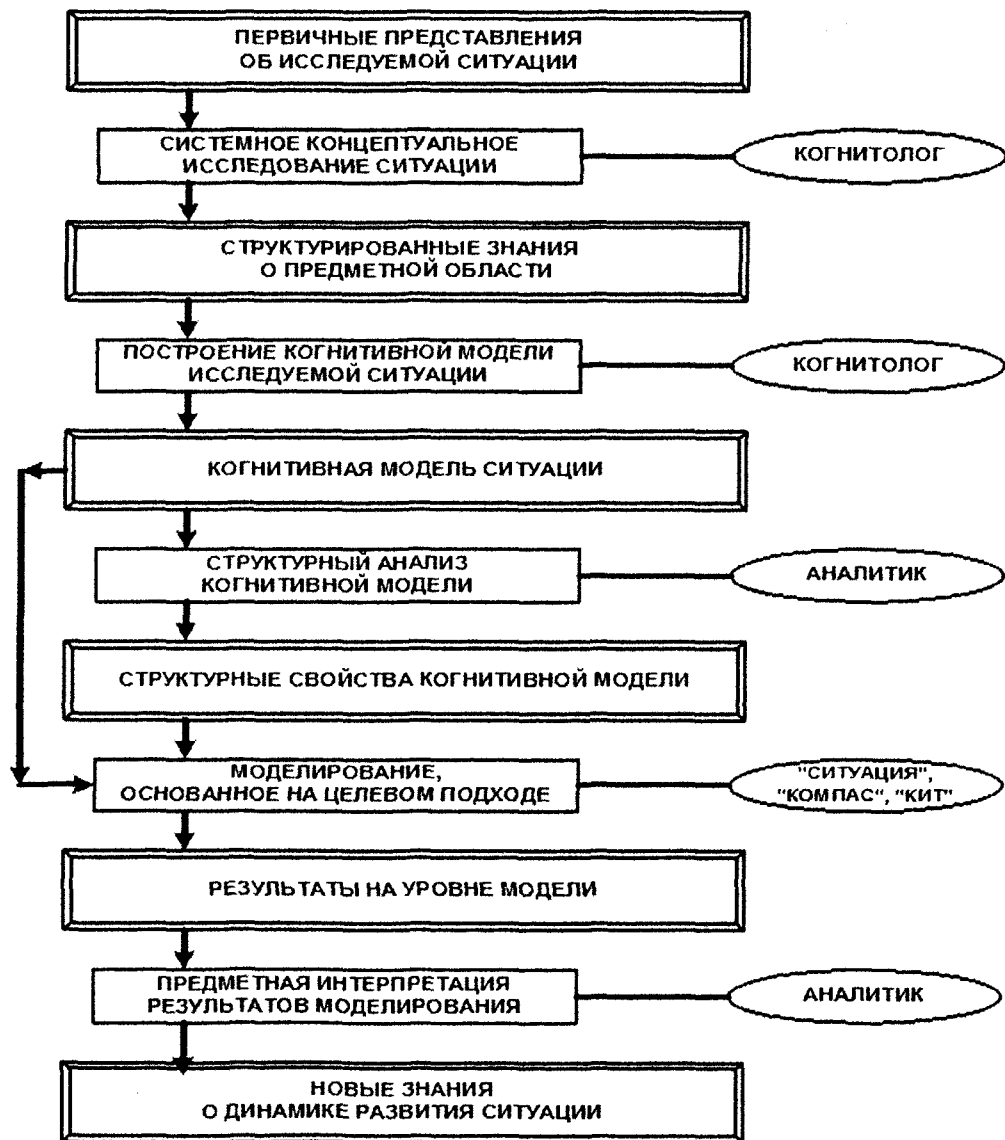 ПЕРВИЧНЫЕ ПРЕДСТАВЛЕНИЯ
ОБ ИССЛЕДУЕМОЙ СИТУАЦИИ
СИСТЕМНОЕ КОНЦЕПТУАЛЬНОЕ
ИССЛЕДОВАНИЕ СИТУАЦИИ
КОГНИТОЛОГ
СТРУКТУРИРОВАННЫЕ ЗНАНИЯ
О ПРЕДМЕТНОЙ ОБЛАСТИ
ПОСТРОЕНИЕ КОГНИТИВНОЙ МОДЕЛИ
ИССЛЕДУЕМОЙ СИТУАЦИИ
КОГНИТОЛОГ
КОГНИТИВНАЯ МОДЕЛЬ СИТУАЦИИ
СТРУКТУРНЫЙ АНАЛИЗ
КОГНИТИВНОЙ МОДЕЛИ
АНАЛИТИК
СТРУКТУРНЫЕ СВОЙСТВА КОГНИТИВНОЙ МОДЕЛИ
МОДЕЛИРОВАНИЕ,
ОСНОВАННОЕ НА ЦЕЛЕВОМ ПОДХОДЕ
"СИТУАЦИЯ",
"КОМПАС", "КИТ"
РЕЗУЛЬТАТЫ НА УРОВНЕ МОДЕЛИ
ПРЕДМЕТНАЯ ИНТЕРПРЕТАЦИЯ
РЕЗУЛЬТАТОВ МОДЕЛИРОВАНИЯ
АНАЛИТИК
НОВЫЕ ЗНАНИЯ
О ДИНАМИКЕ РАЗВИТИЯ СИТУАЦИИ